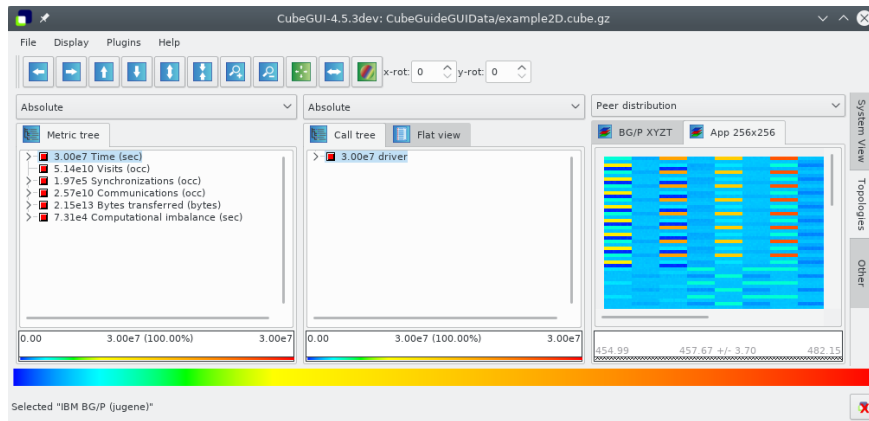 CubeGUI-4.5.3dev: CubeGuideGUIData/example2D.cube.gz
File Display Plugins Help
x-rot: 0 y-rot: 0
Absolute Absolute Peer distribution
Metric tree Call tree Flat view BG/P XYZT App 256x256
System View
Topologies
Other
3.00e7 Time (sec)
5.14e10 Visits (occ)
1.97e5 Synchronizations (occ)
2.57e10 Communications (occ)
2.15e13 Bytes transferred (bytes)
7.31e4 Computational imbalance (sec)
3.00e7 driver
0.00 3.00e7 (100.00%) 3.00e7
0.00 3.00e7 (100.00%) 3.00e7
454.99 457.67 +/- 3.70 482.15
Selected "IBM BG/P (jugene)"